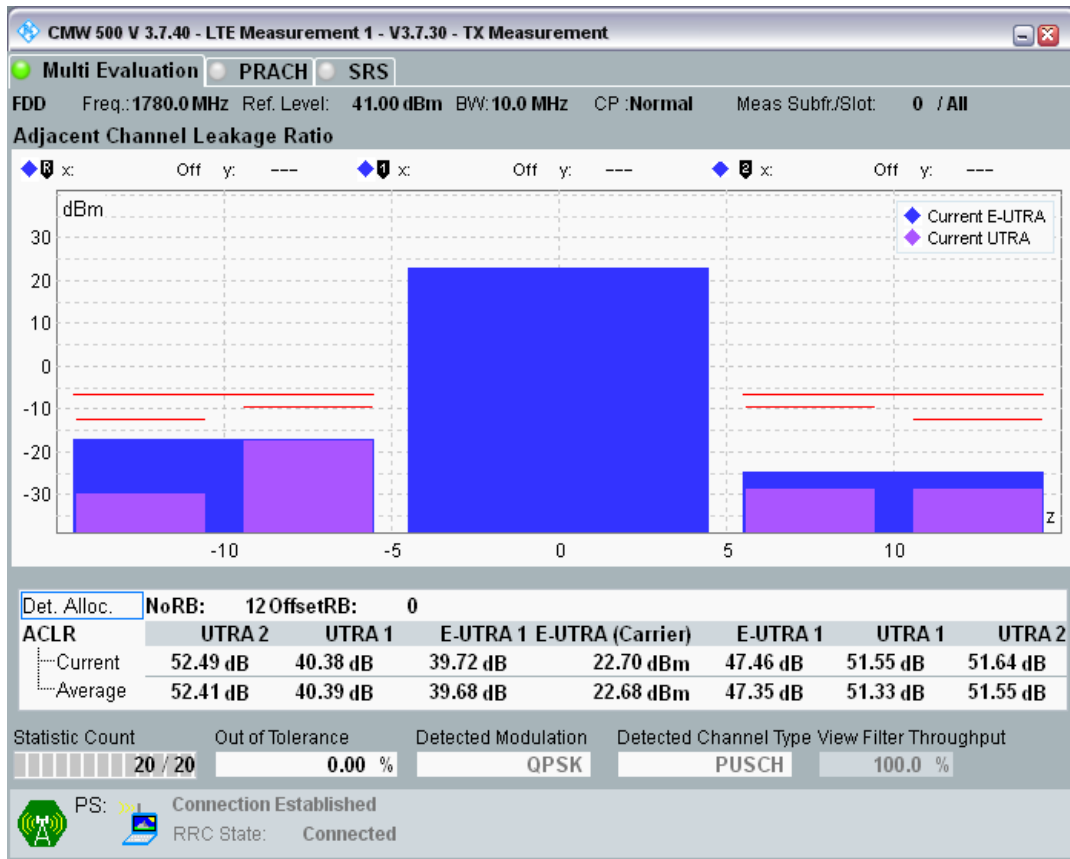 CMW 500 V 3.7.40 - LTE Measurement 1 - V3.7.30 - TX Measurement
Multi Evaluation PRACH SRS
FDD Freq.: 1780.0 MHz Ref. Level: 41.00 dBm BW: 10.0 MHz CP :Normal Meas Subfr./Slot: 0 / All
Adjacent Channel Leakage Ratio
R x: Off y: --- 1 x: Off y: --- 2 x: Off y: ---
dBm
Current E-UTRA
Current UTRA
30
20
10
0
-10
-20
-30
z
-10 -5 0 5 10
Det. Alloc. NoRB: 12 OffsetRB: 0
ACLR UTRA 2 UTRA 1 E-UTRA 1 E-UTRA (Carrier) E-UTRA 1 UTRA 1 UTRA 2
Current 52.49 dB 40.38 dB 39.72 dB 22.70 dBm 47.46 dB 51.55 dB 51.64 dB
Average 52.41 dB 40.39 dB 39.68 dB 22.68 dBm 47.35 dB 51.33 dB 51.55 dB
Statistic Count Out of Tolerance Detected Modulation Detected Channel Type View Filter Throughput
20 / 20 0.00 % QPSK PUSCH 100.0 %
PS: Connection Established
RRC State: Connected